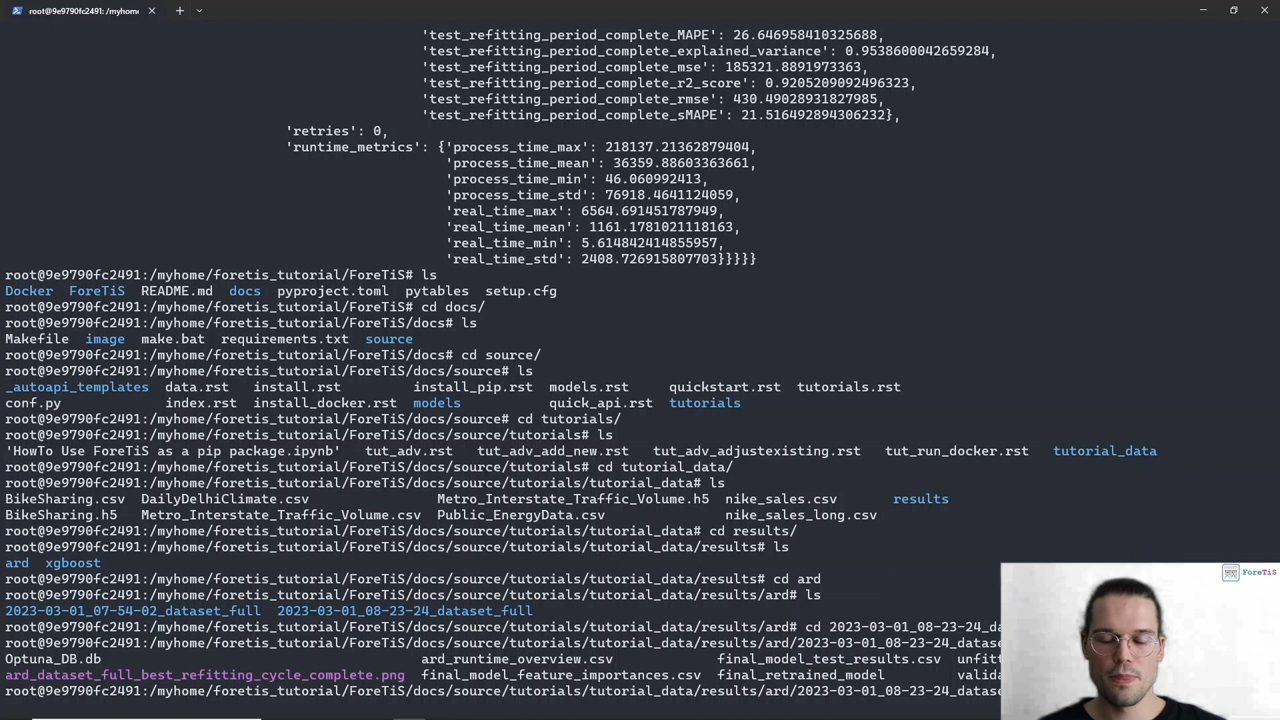 root@9e9790fc2491: /myhome
'test_refitting_period_complete_MAPE': 26.646958410325688,
'test_refitting_period_complete_explained_variance': 0.9538600042659284,
'test_refitting_period_complete_mse': 185321.8891973363,
'test_refitting_period_complete_r2_score': 0.9205209092496323,
'test_refitting_period_complete_rmse': 430.49028931827985,
'test_refitting_period_complete_sMAPE': 21.516492894306232},
'retries': 0,
'runtime_metrics': {'process_time_max': 218137.21362879404,
'process_time_mean': 36359.88603363661,
'process_time_min': 46.060992413,
'process_time_std': 76918.4641124059,
'real_time_max': 6564.691451787949,
'real_time_mean': 1161.1781021118163,
'real_time_min': 5.614842414855957,
'real_time_std': 2408.726915807703}}}}}
root@9e9790fc2491:/myhome/foretis_tutorial/ForeTiS# ls
Docker ForeTiS README.md docs pyproject.toml pytables setup.cfg
root@9e9790fc2491:/myhome/foretis_tutorial/ForeTiS# cd docs/
root@9e9790fc2491:/myhome/foretis_tutorial/ForeTiS/docs# ls
Makefile image make.bat requirements.txt source
root@9e9790fc2491:/myhome/foretis_tutorial/ForeTiS/docs# cd source/
root@9e9790fc2491:/myhome/foretis_tutorial/ForeTiS/docs/source# ls
_autoapi_templates data.rst install.rst install_pip.rst models.rst quickstart.rst tutorials.rst
conf.py index.rst install_docker.rst models quick_api.rst tutorials
root@9e9790fc2491:/myhome/foretis_tutorial/ForeTiS/docs/source# cd tutorials/
root@9e9790fc2491:/myhome/foretis_tutorial/ForeTiS/docs/source/tutorials# ls
'HowTo Use ForeTiS as a pip package.ipynb' tut_adv.rst tut_adv_add_new.rst tut_adv_adjustexisting.rst tut_run_docker.rst tutorial_data
root@9e9790fc2491:/myhome/foretis_tutorial/ForeTiS/docs/source/tutorials# cd tutorial_data/
root@9e9790fc2491:/myhome/foretis_tutorial/ForeTiS/docs/source/tutorials/tutorial_data# ls
BikeSharing.csv DailyDelhiClimate.csv Metro_Interstate_Traffic_Volume.h5 nike_sales.csv results
BikeSharing.h5 Metro_Interstate_Traffic_Volume.csv Public_EnergyData.csv nike_sales_long.csv
root@9e9790fc2491:/myhome/foretis_tutorial/ForeTiS/docs/source/tutorials/tutorial_data# cd results/
root@9e9790fc2491:/myhome/foretis_tutorial/ForeTiS/docs/source/tutorials/tutorial_data/results# ls
ard xgboost
root@9e9790fc2491:/myhome/foretis_tutorial/ForeTiS/docs/source/tutorials/tutorial_data/results# cd ard
root@9e9790fc2491:/myhome/foretis_tutorial/ForeTiS/docs/source/tutorials/tutorial_data/results/ard# ls
2023-03-01_07-54-02_dataset_full 2023-03-01_08-23-24_dataset_full
root@9e9790fc2491:/myhome/foretis_tutorial/ForeTiS/docs/source/tutorials/tutorial_data/results/ard# cd 2023-03-01_08-23-24_da
root@9e9790fc2491:/myhome/foretis_tutorial/ForeTiS/docs/source/tutorials/tutorial_data/results/ard/2023-03-01_08-23-24_datase
Optuna_DB.db ard_runtime_overview.csv final_model_test_results.csv unfitt
ard_dataset_full_best_refitting_cycle_complete.png final_model_feature_importances.csv final_retrained_model valida
root@9e9790fc2491:/myhome/foretis_tutorial/ForeTiS/docs/source/tutorials/tutorial_data/results/ard/2023-03-01_08-23-24_datase
ForeTiS